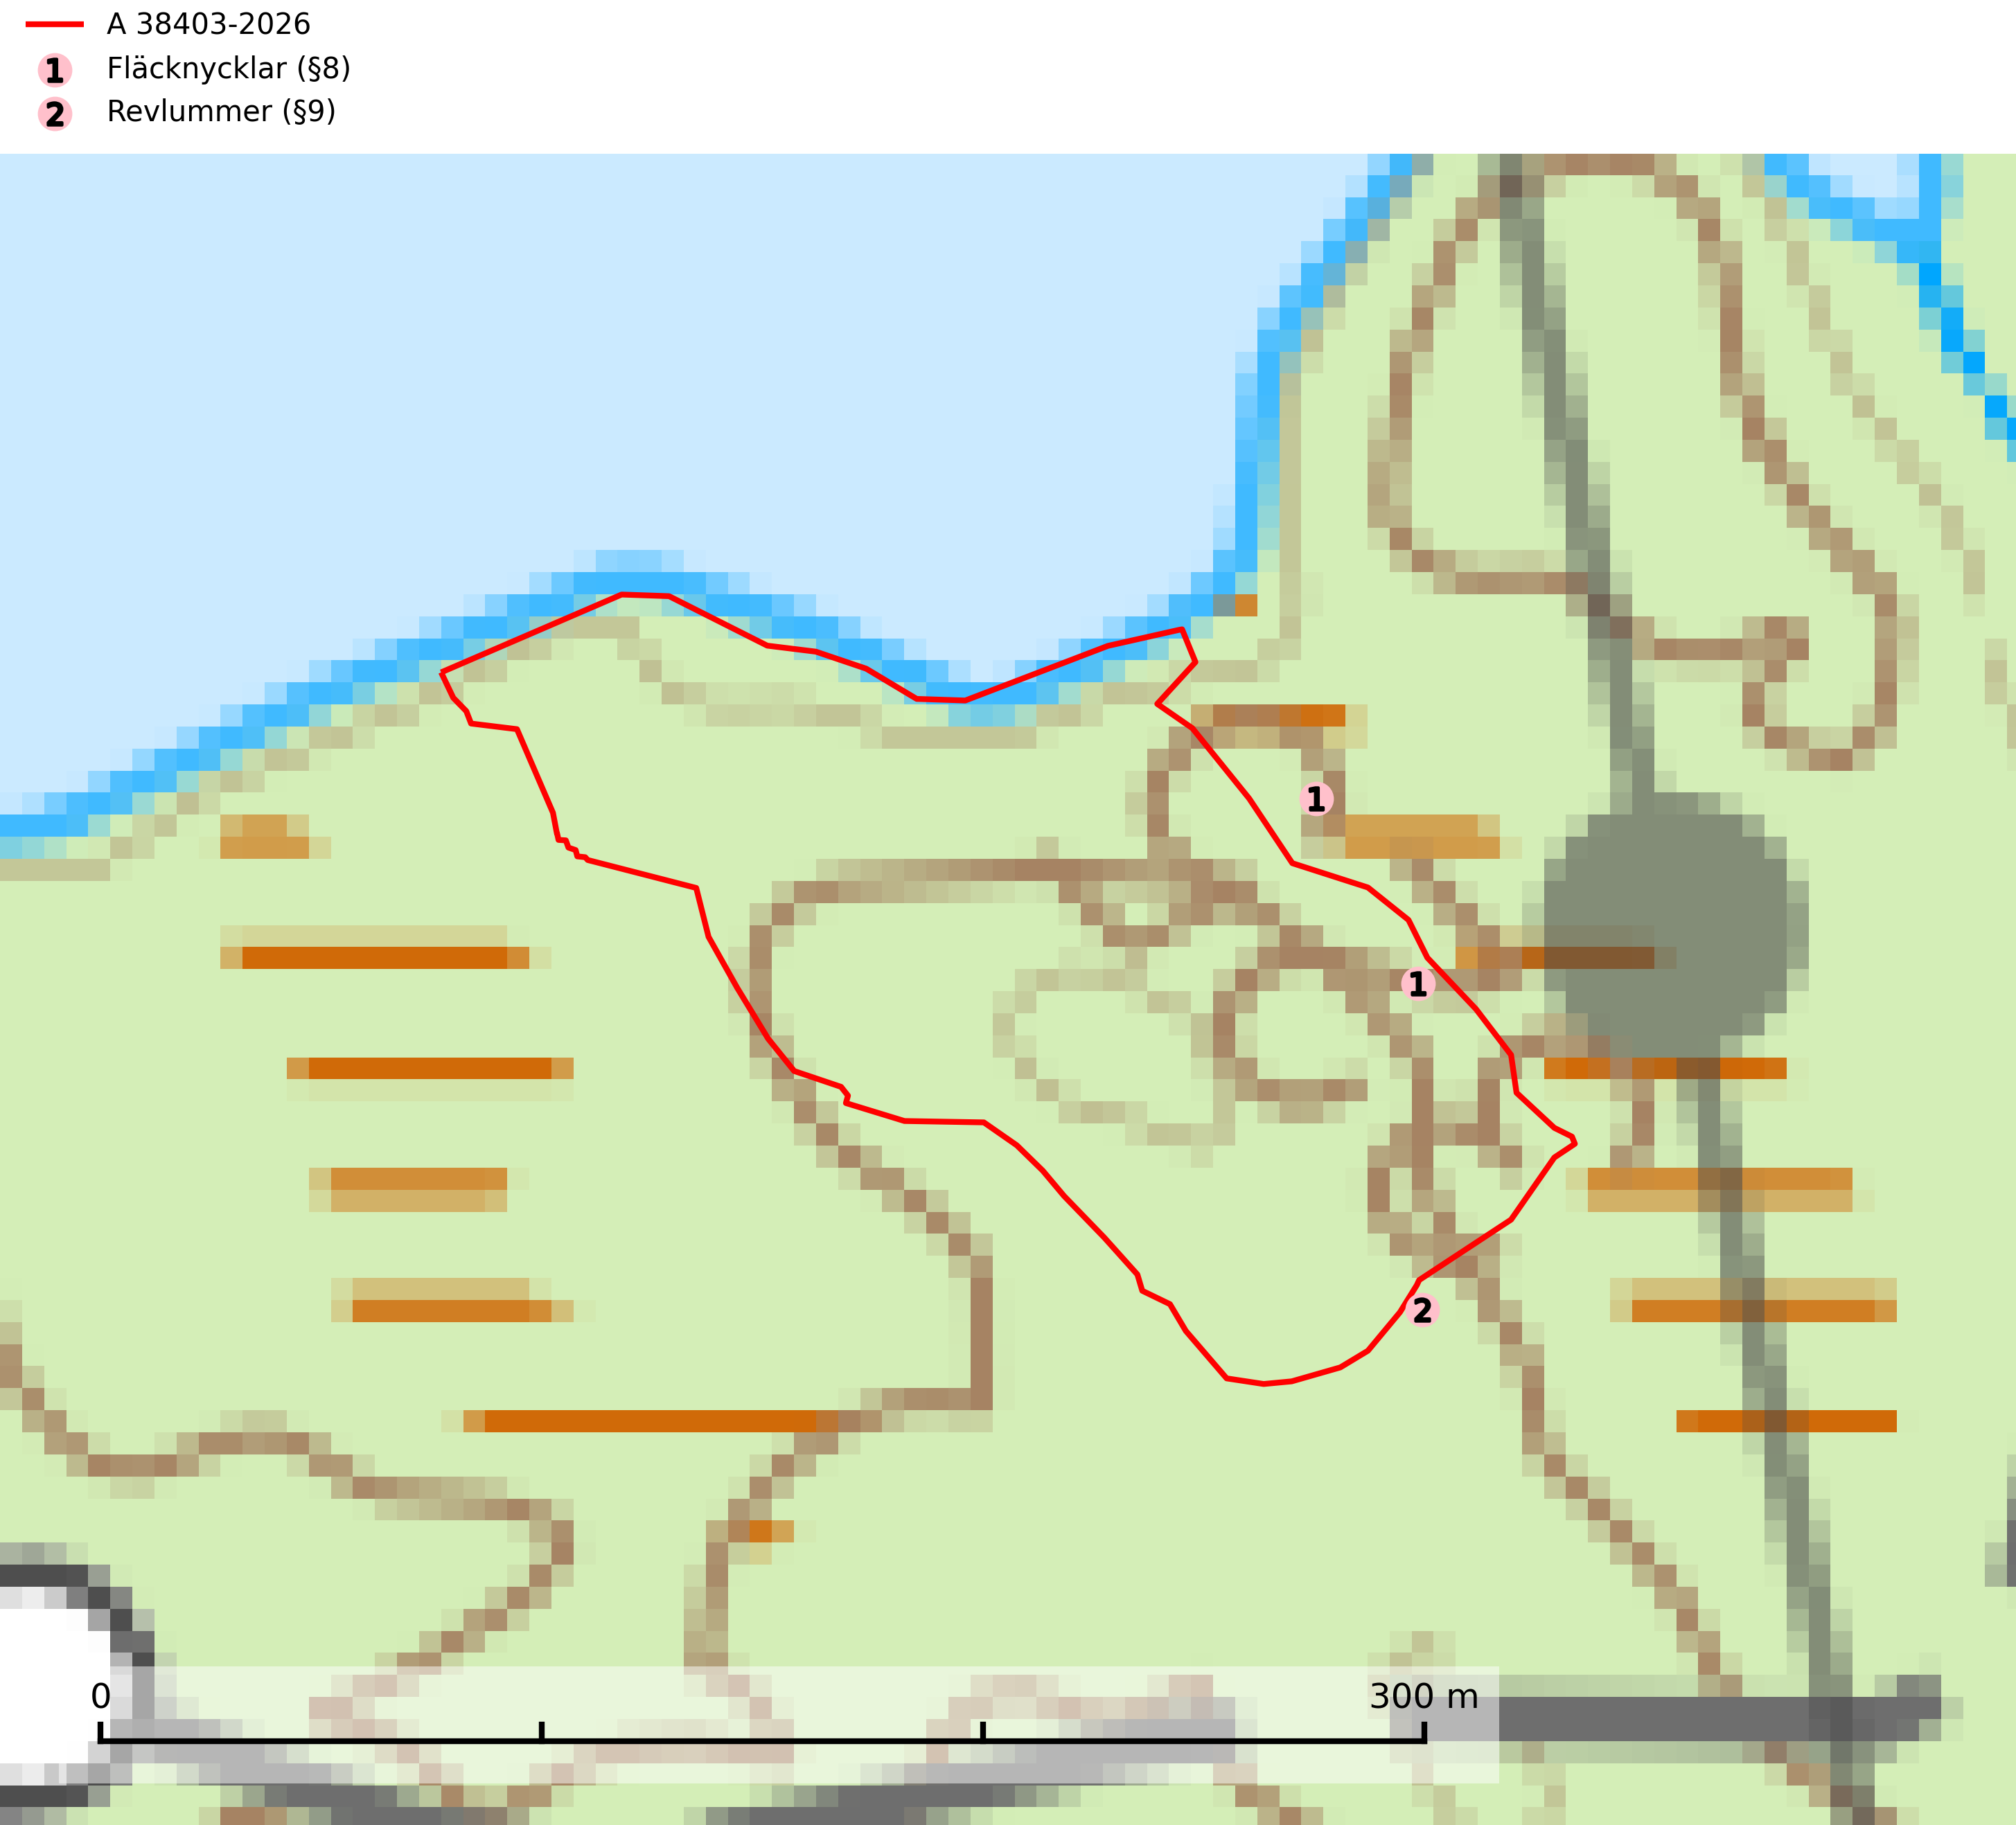 A 38403-2026
1 Fläcknycklar (§8)
2 Revlummer (§9)
1
1
2
0 300 m